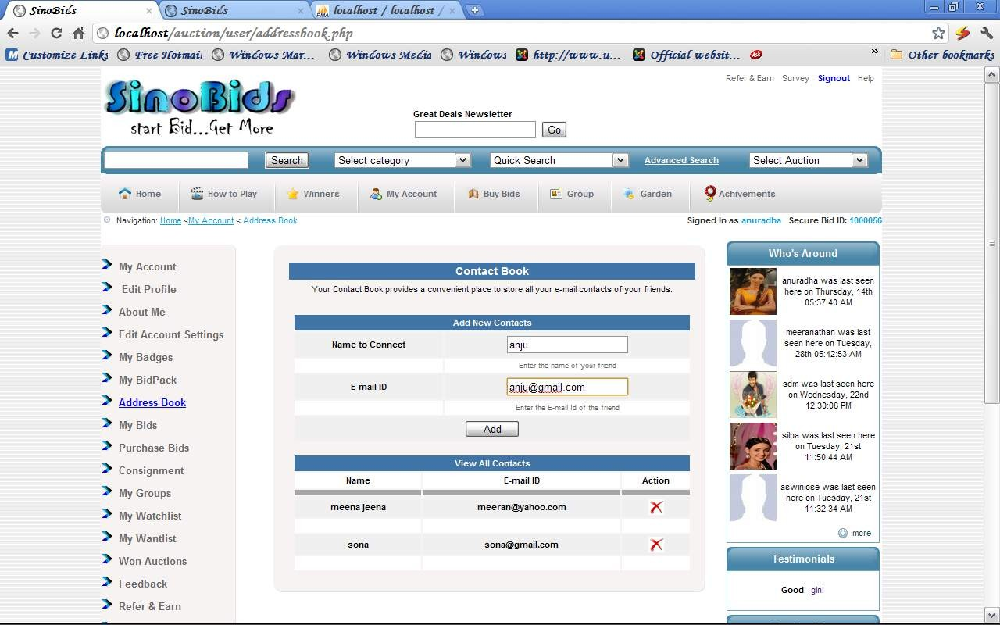 SinoBids
SinoBids
localhost / localhost /
localhost/auction/user/addressbook.php
Customize Links
Free Hotmail
Windows Mar...
Windows Media
Windows
http://www.u...
Official websit...
Ask
»
Other bookmarks
SinoBids
start Bid...Get More
Refer & Earn Survey Signout Help
Great Deals Newsletter
Go
Search
Select category
Quick Search
Advanced Search
Select Auction
Home
How to Play
Winners
My Account
Buy Bids
Group
Garden
Achivements
Navigation: Home <My Account < Address Book
Signed In as anuradha Secure Bid ID: 1000056
My Account
Edit Profile
About Me
Edit Account Settings
My Badges
My BidPack
Address Book
My Bids
Purchase Bids
Consignment
My Groups
My Watchlist
My Wantlist
Won Auctions
Feedback
Refer & Earn
Contact Book
Your Contact Book provides a convenient place to store all your e-mail contacts of your friends.
Add New Contacts
Name to Connect
anju
Enter the name of your friend
E-mail ID
anju@gmail.com
Enter the E-mail Id of the friend
Add
View All Contacts
Name E-mail ID Action
meena jeena meeran@yahoo.com
sona sona@gmail.com
Who's Around
anuradha was last seen
here on Thursday, 14th
05:37:40 AM
meeranathan was last
seen here on Tuesday,
28th 05:42:53 AM
sdm was last seen here
on Wednesday, 22nd
12:30:08 PM
silpa was last seen here
on Tuesday, 21st
11:50:44 AM
aswinjose was last seen
here on Tuesday, 21st
11:32:34 AM
more
Testimonials
Good gini